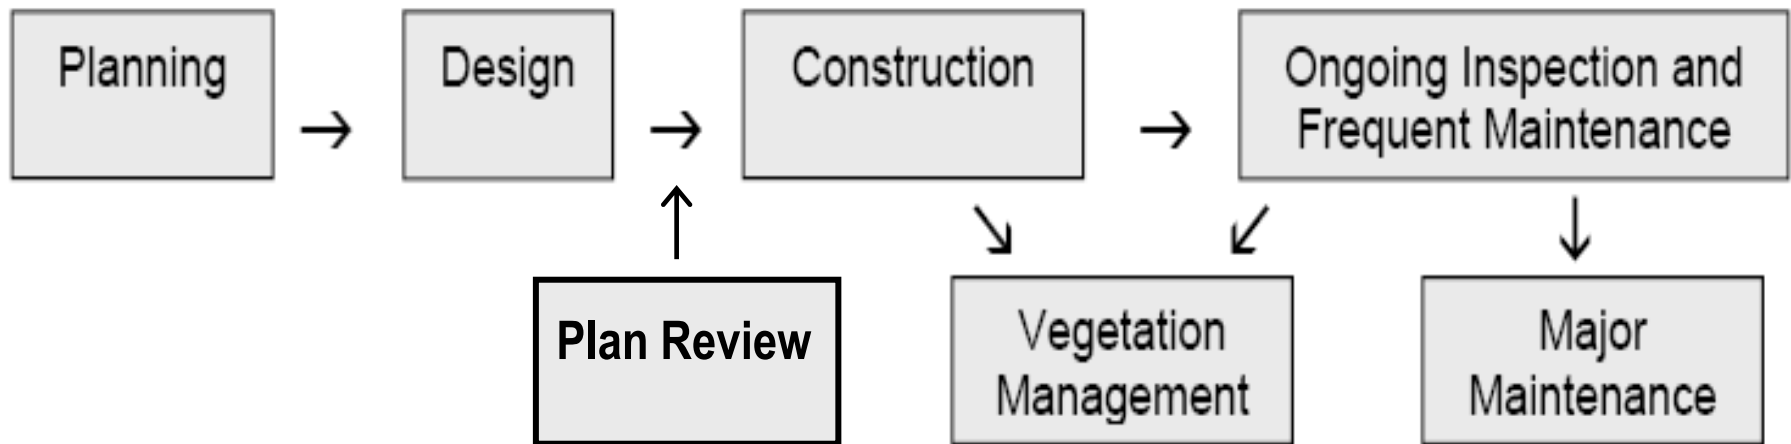 Planning
Design
Construction
Ongoing Inspection and
Frequent Maintenance
Plan Review
Vegetation
Management
Major
Maintenance